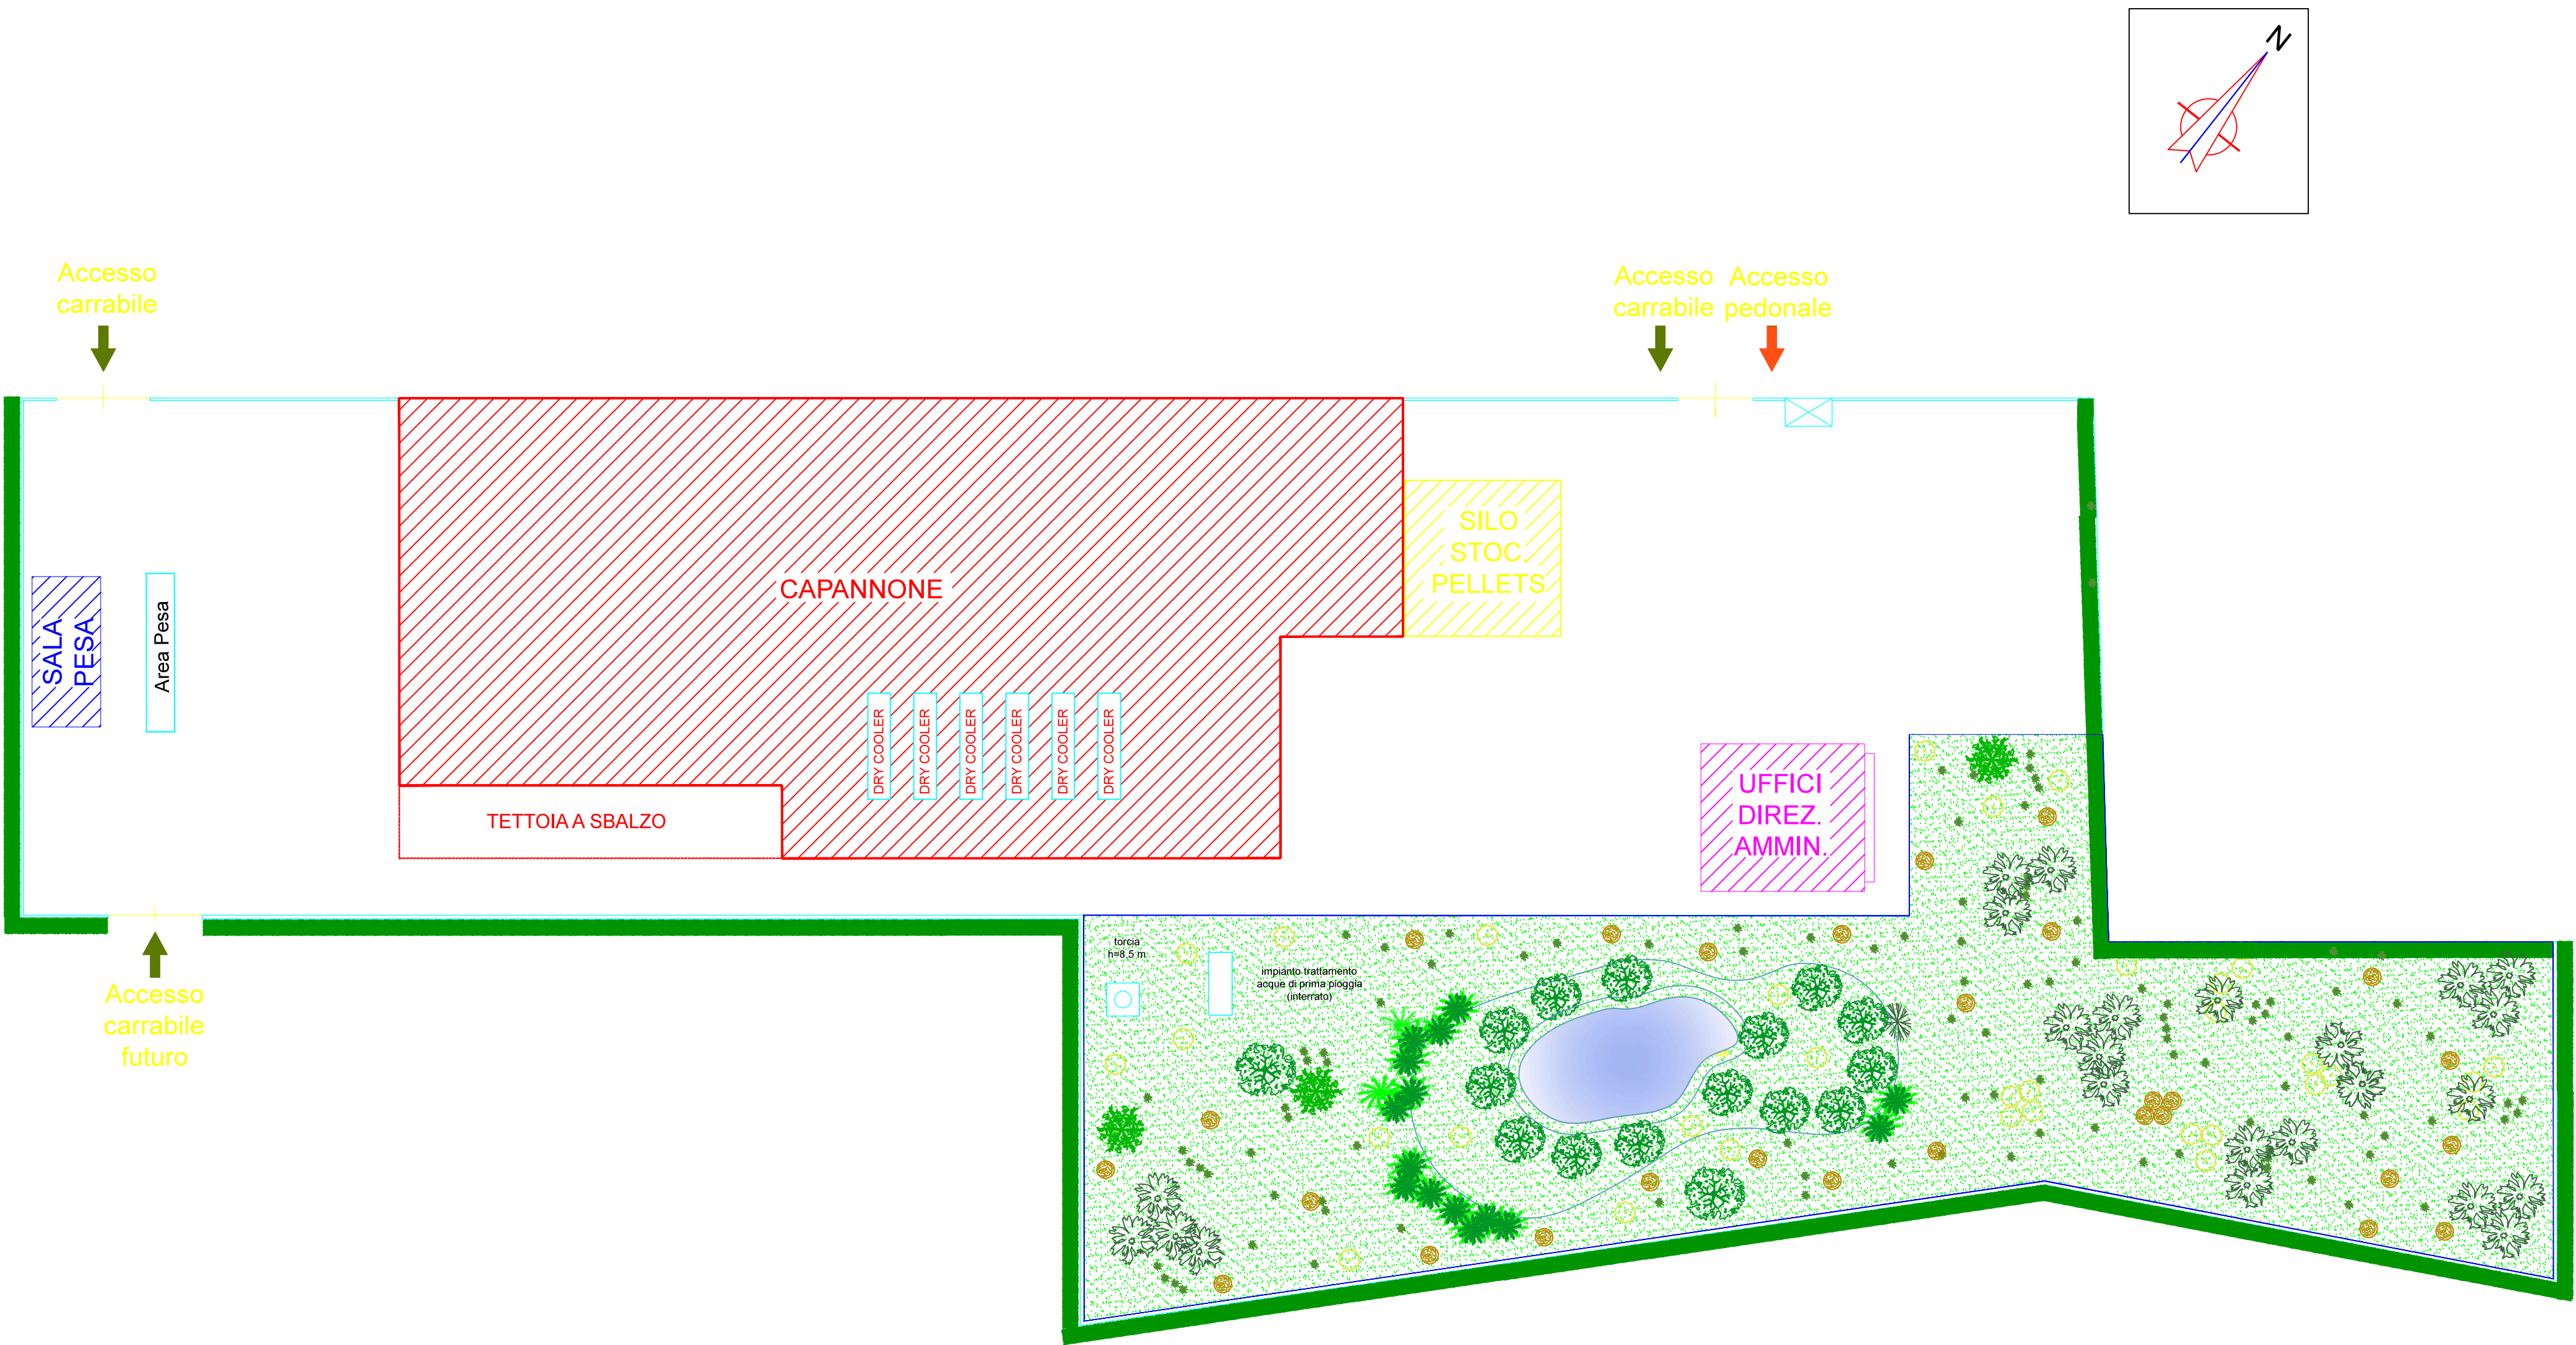 N
Accesso
carrabile
Accesso
carrabile
Accesso
pedonale
SILO
STOC.
PELLETS
CAPANNONE
SALA
PESA
Area Pesa
DRY COOLER
DRY COOLER
DRY COOLER
DRY COOLER
DRY COOLER
DRY COOLER
TETTOIA A SBALZO
UFFICI
DIREZ.
AMMIN.
torcia
h=8,5 m
impianto trattamento
acque di prima pioggia
(interrato)
Accesso
carrabile
futuro